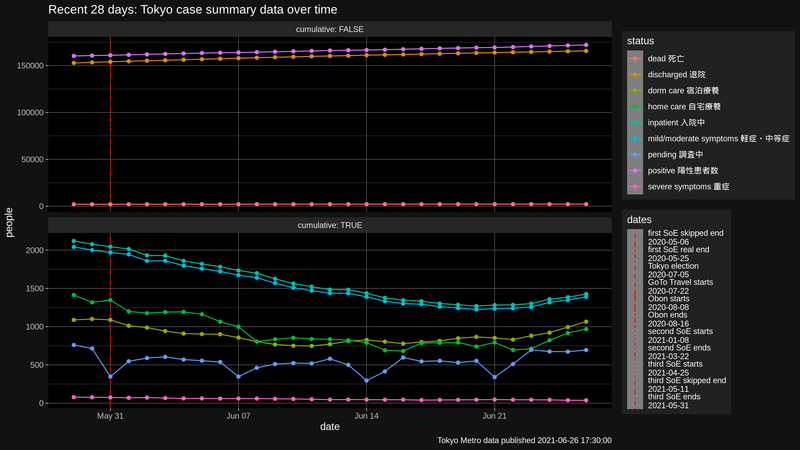 Recent 28 days: Tokyo case summary data over time
cumulative: FALSE
150000
100000
50000
0
cumulative: TRUE
2000
1500
1000
500
0
people
May 31
Jun 07
Jun 14
Jun 21
date
Tokyo Metro data published 2021-06-26 17:30:00
status
dead 死亡
discharged 退院
dorm care 宿泊療養
home care 自宅療養
inpatient 入院中
mild/moderate symptoms 軽症・中等症
pending 調査中
positive 陽性患者数
severe symptoms 重症
dates
first SoE skipped end
2020-05-06
first SoE real end
2020-05-25
Tokyo election
2020-07-05
GoTo Travel starts
2020-07-22
Obon starts
2020-08-08
Obon ends
2020-08-16
second SoE starts
2021-01-08
second SoE ends
2021-03-22
third SoE starts
2021-04-25
third SoE skipped end
2021-05-11
third SoE ends
2021-05-31